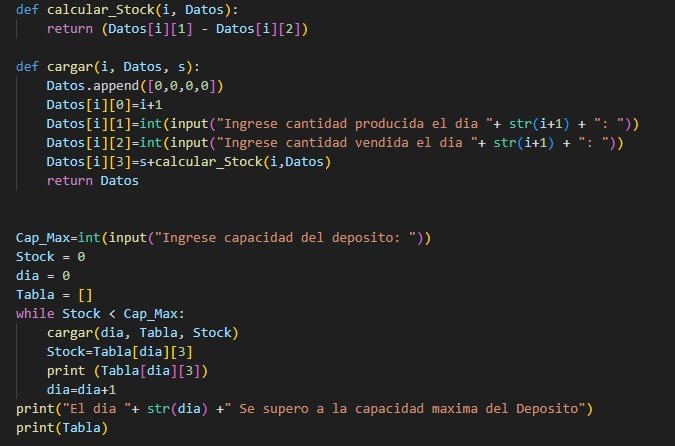 def calcular_Stock(i, Datos):
    return (Datos[i][1] - Datos[i][2])
def cargar(i, Datos, s):
    Datos.append([0,0,0,0])
    Datos[i][0]=i+1
    Datos[i][1]=int(input("Ingrese cantidad producida el dia "+ str(i+1) + ": "))
    Datos[i][2]=int(input("Ingrese cantidad vendida el dia "+ str(i+1) + ": "))
    Datos[i][3]=s+calcular_Stock(i,Datos)
    return Datos
Cap_Max=int(input("Ingrese capacidad del deposito: "))
Stock = 0
dia = 0
Tabla = []
while Stock < Cap_Max:
    cargar(dia, Tabla, Stock)
    Stock=Tabla[dia][3]
    print (Tabla[dia][3])
    dia=dia+1
print("El dia "+ str(dia) +" Se supero a la capacidad maxima del Deposito")
print(Tabla)